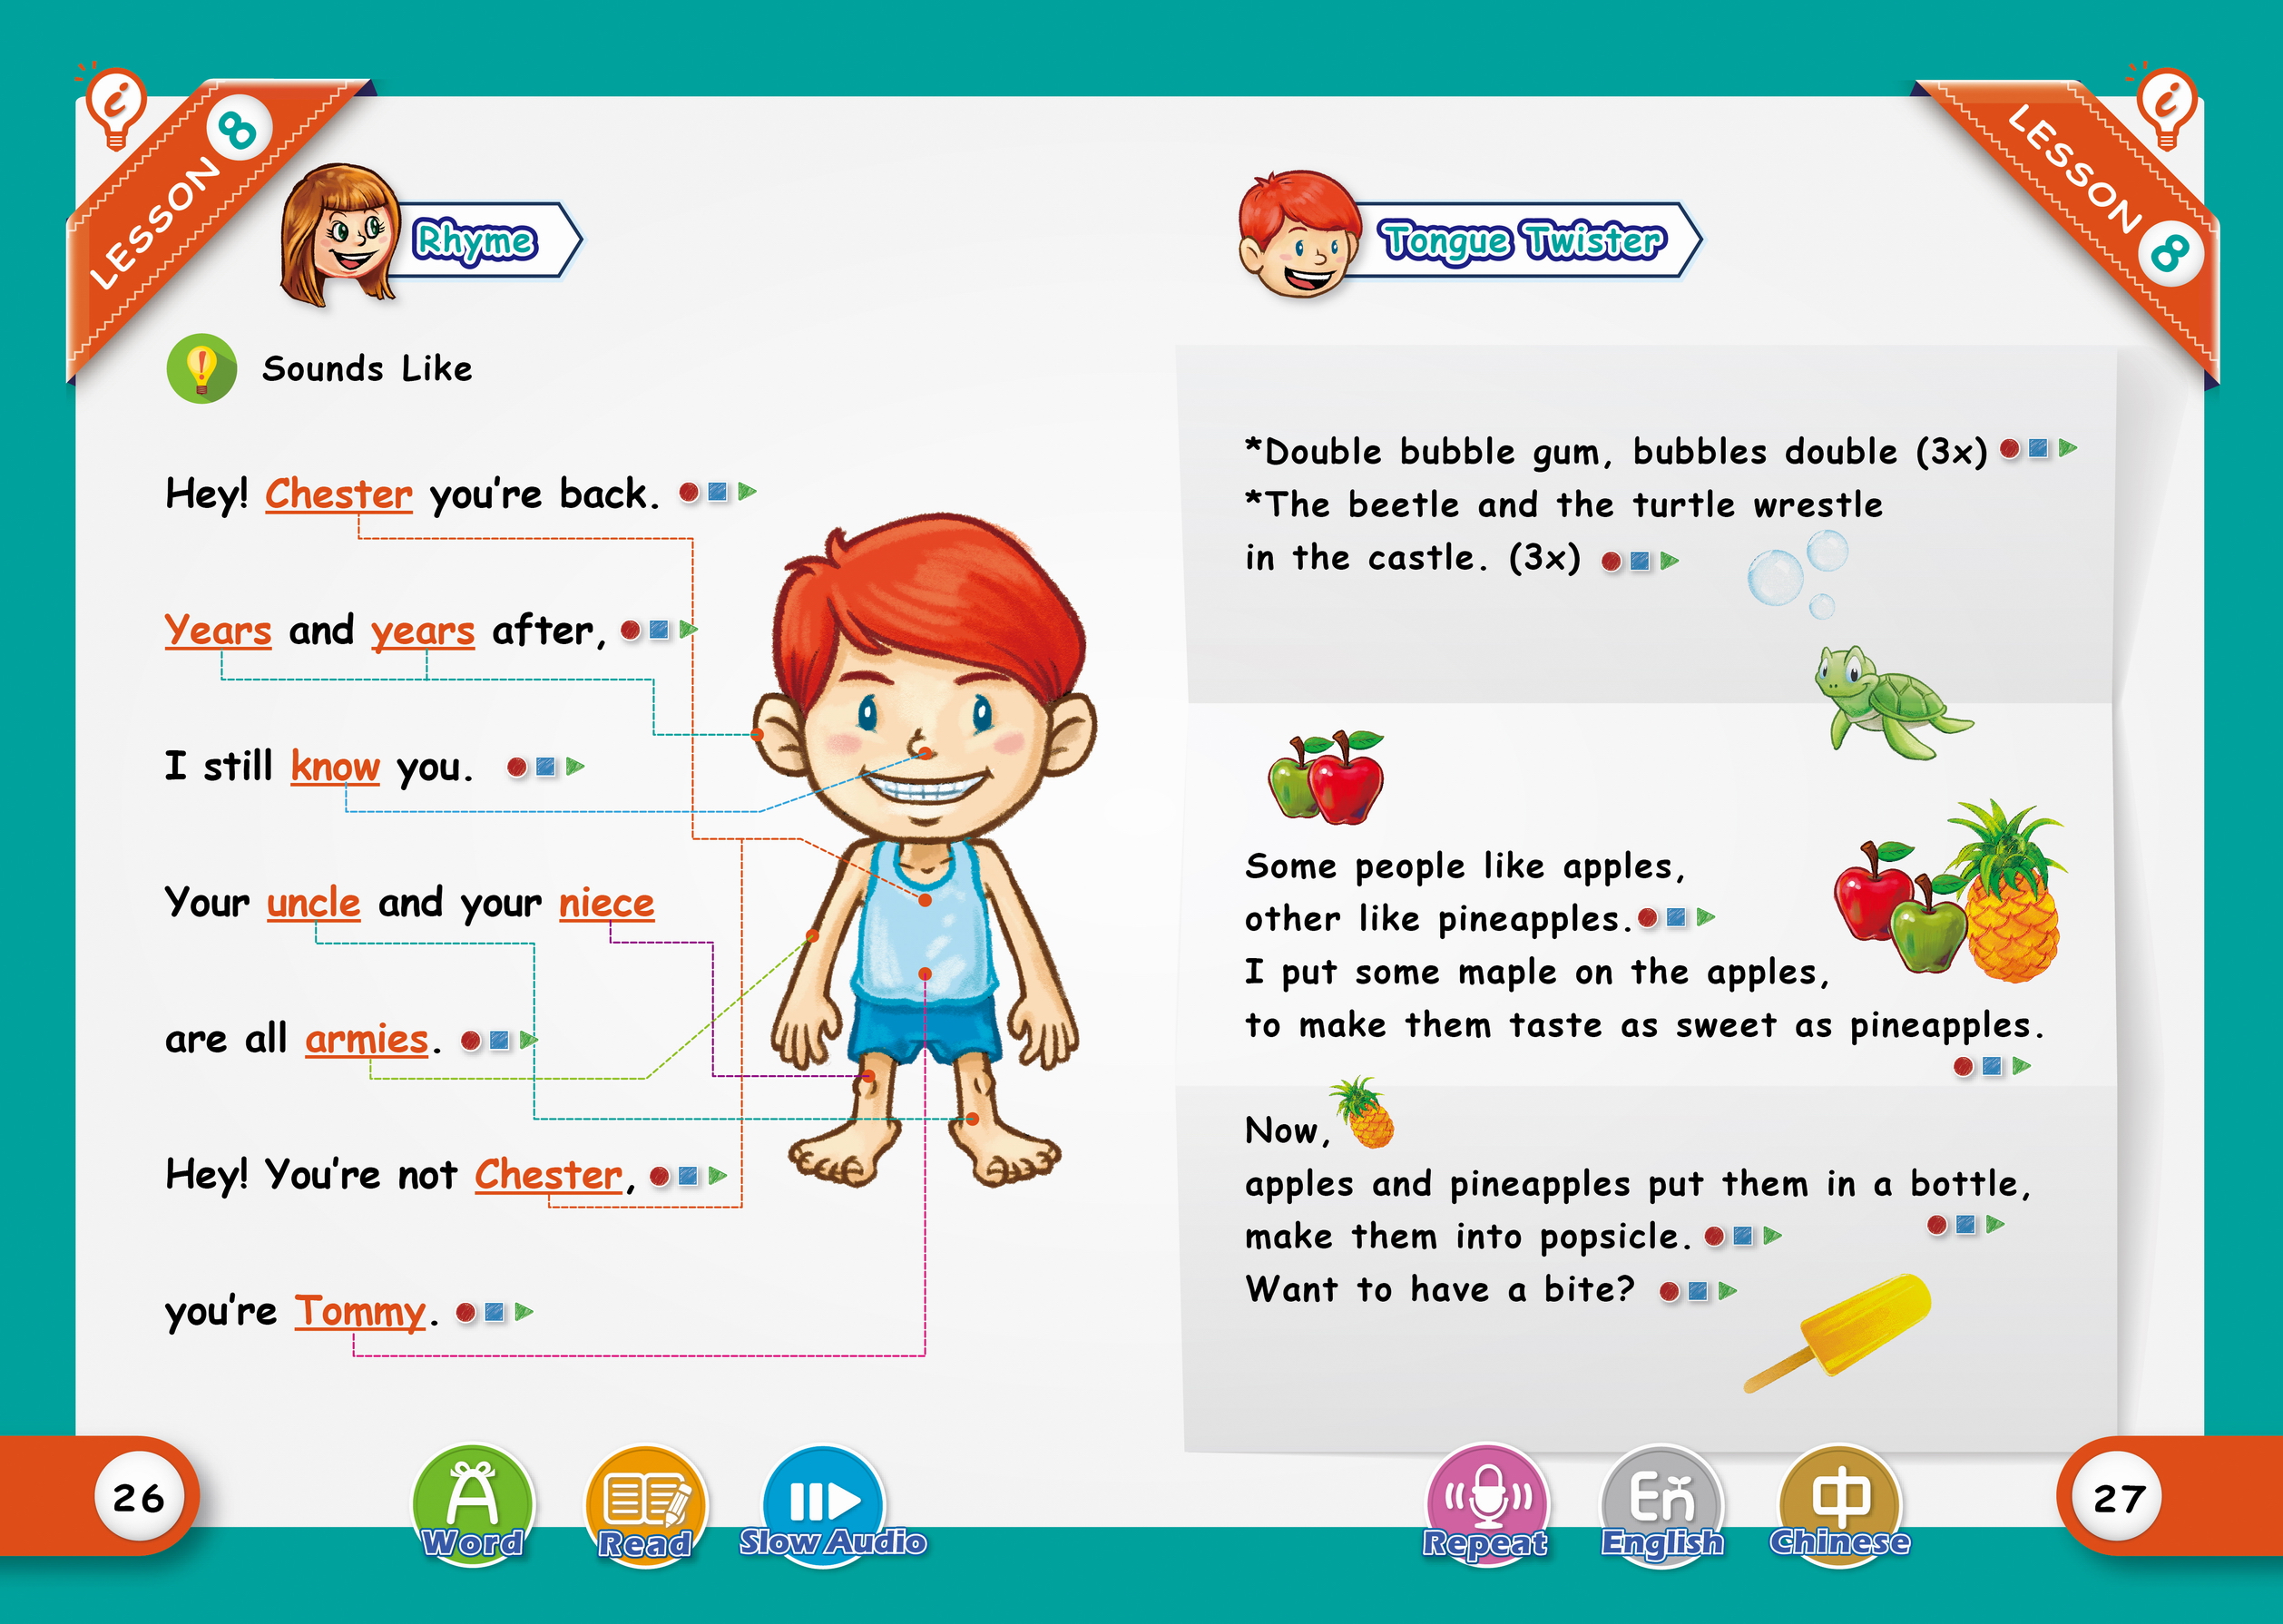 LESSON 8
Rhyme
Sounds Like
Hey! Chester you're back.
Years and years after,
I still know you.
Your uncle and your niece
are all armies.
Hey! You're not Chester,
you're Tommy.
26
Word
Read
Slow Audio
LESSON 8
Tongue Twister
*Double bubble gum, bubbles double (3x)
*The beetle and the turtle wrestle
in the castle. (3x)
Some people like apples,
other like pineapples.
I put some maple on the apples,
to make them taste as sweet as pineapples.
Now,
apples and pineapples put them in a bottle,
make them into popsicle.
Want to have a bite?
Repeat
En
English
中
Chinese
27